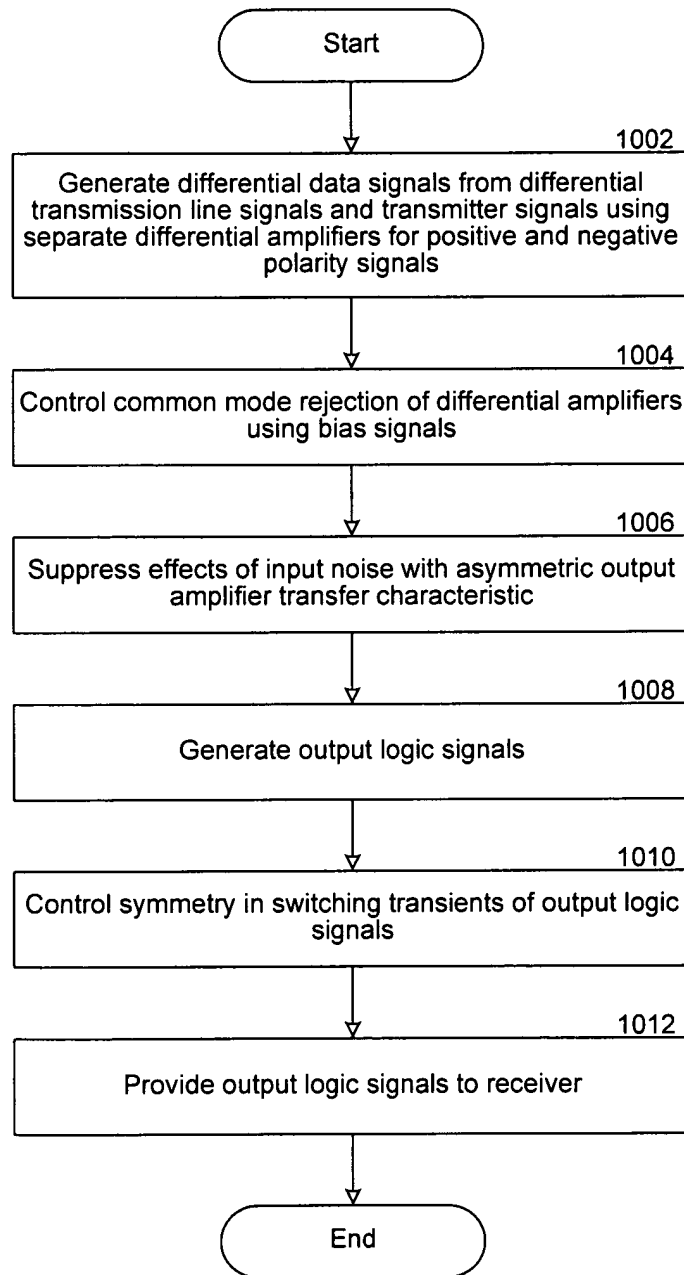 Start
1002
Generate differential data signals from differential
transmission line signals and transmitter signals using
separate differential amplifiers for positive and negative
polarity signals
1004
Control common mode rejection of differential amplifiers
using bias signals
1006
Suppress effects of input noise with asymmetric output
amplifier transfer characteristic
1008
Generate output logic signals
1010
Control symmetry in switching transients of output logic
signals
1012
Provide output logic signals to receiver
End